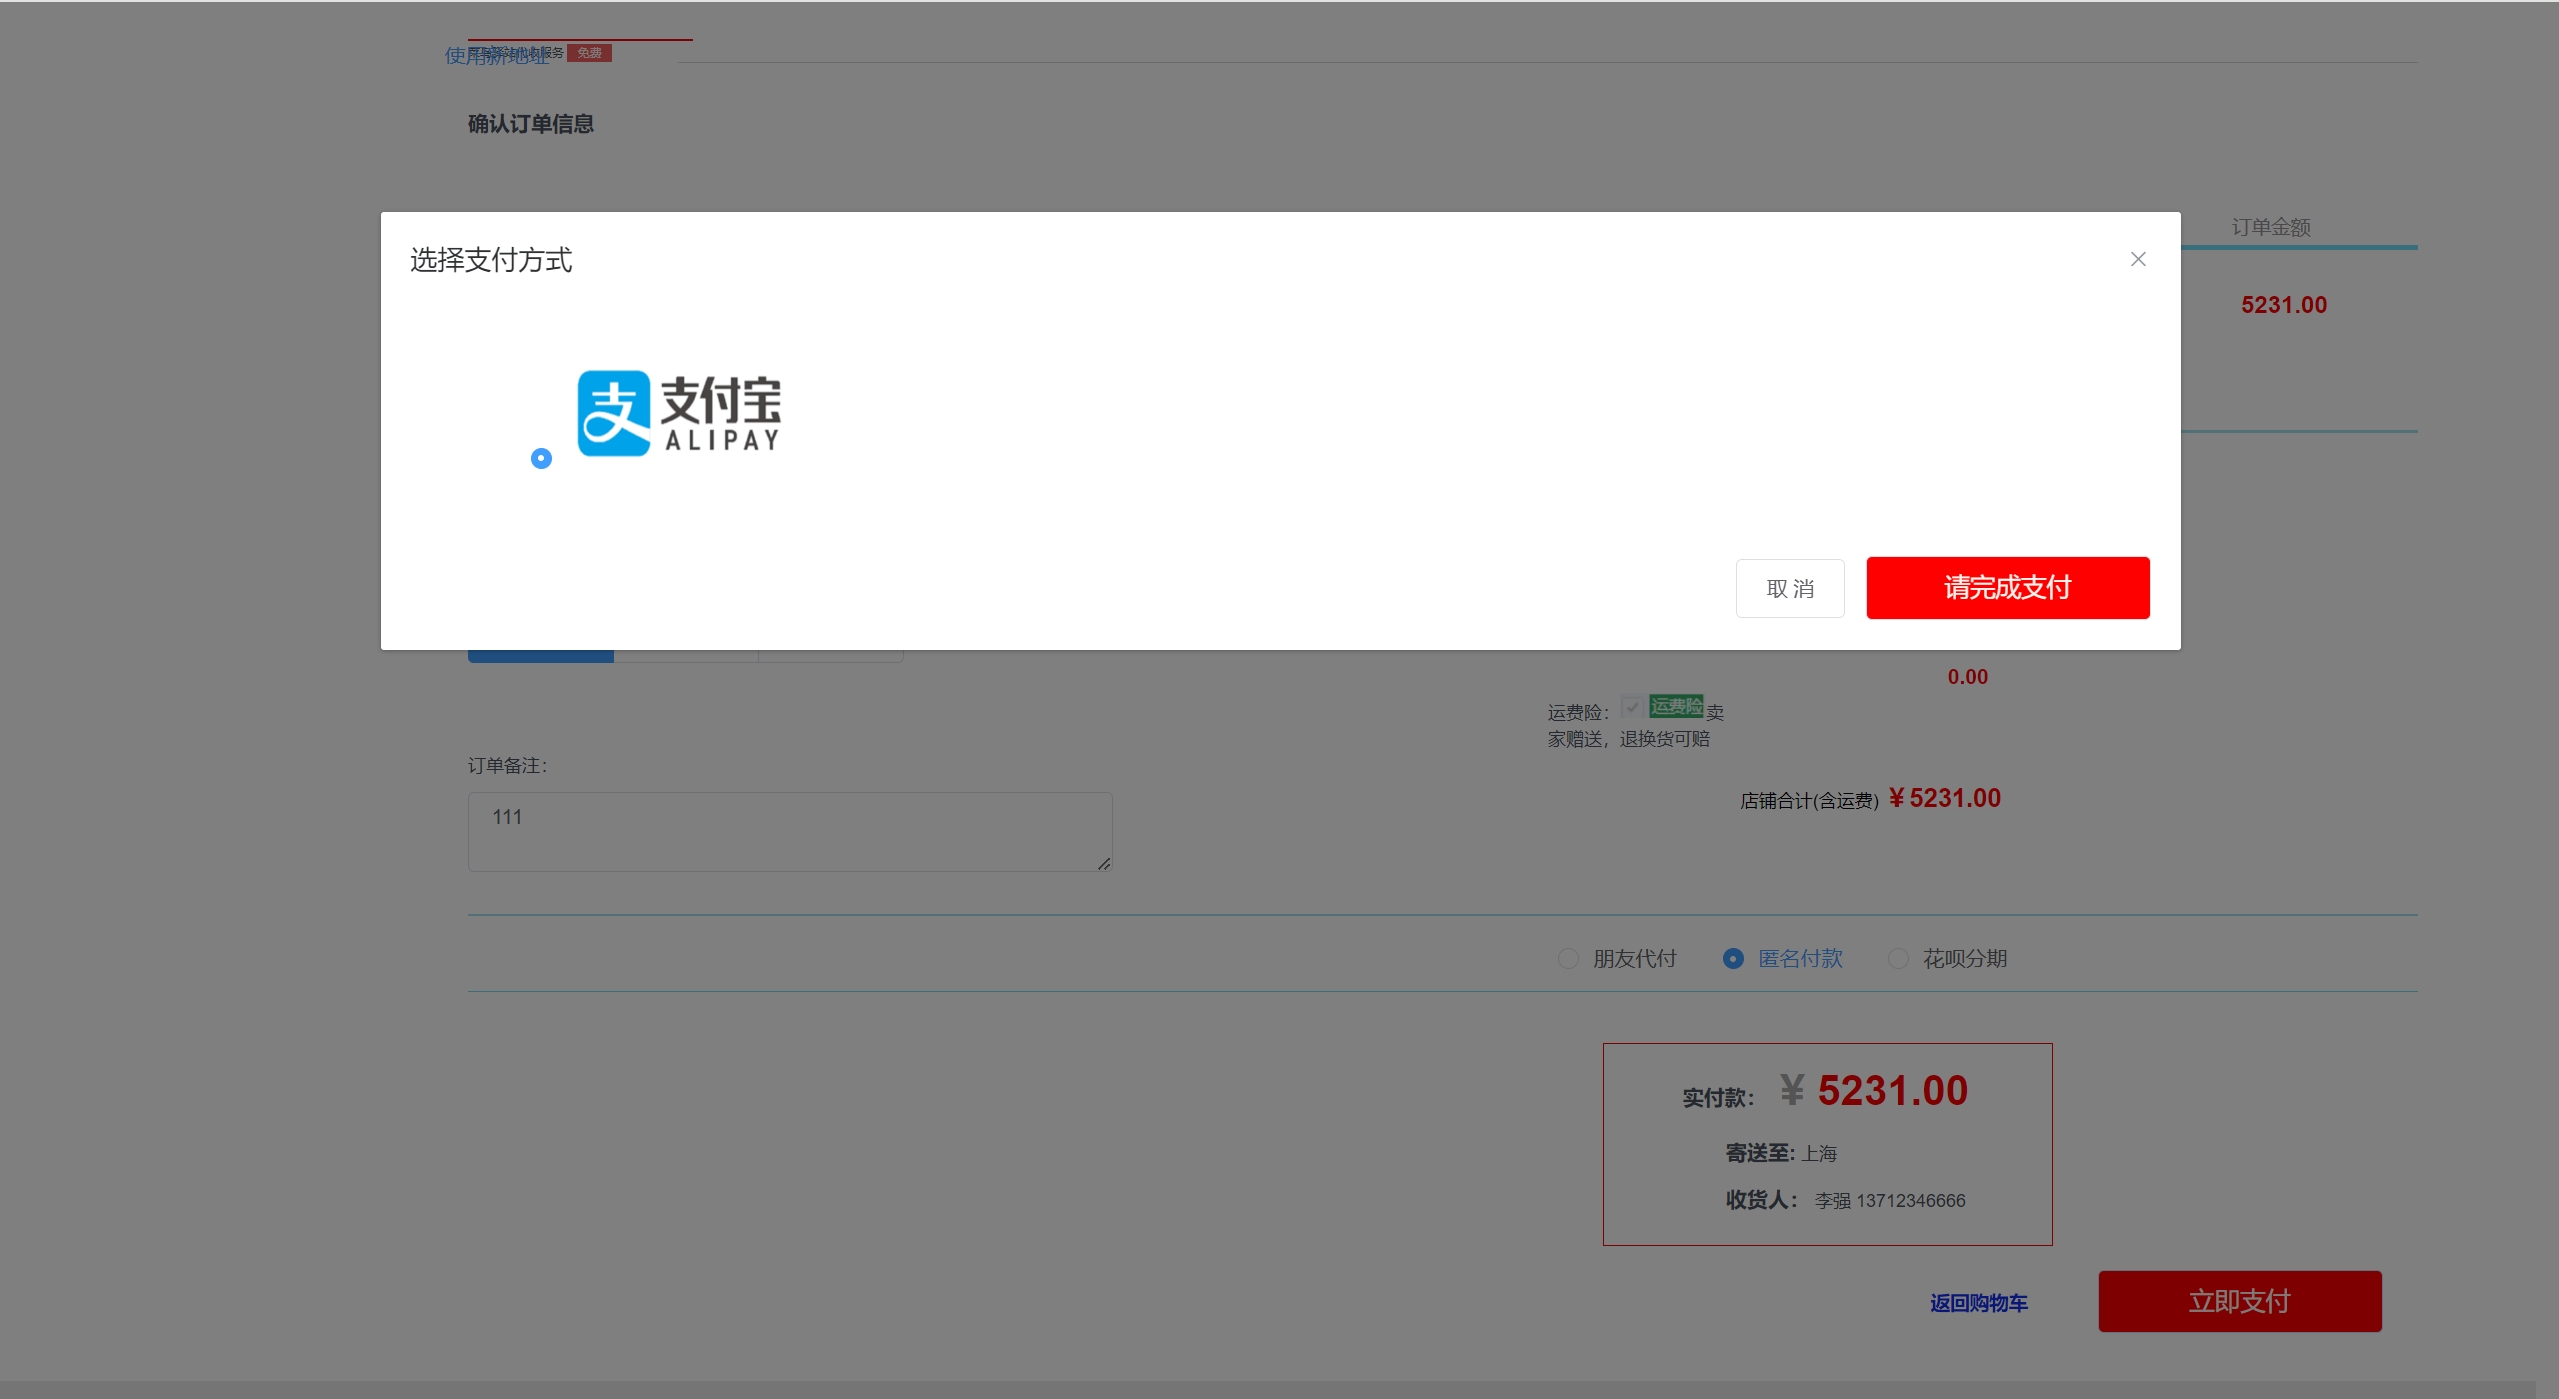 使用新地址
免费
确认订单信息
订单金额
选择支付方式
5231.00
支付宝
ALIPAY
取 消
请完成支付
0.00
运费险：运费险卖
家赠送，退换货可赔
订单备注：
111
店铺合计(含运费) ￥5231.00
朋友代付
匿名付款
花呗分期
实付款： ￥ 5231.00
寄送至: 上海
收货人： 李强 13712346666
返回购物车
立即支付